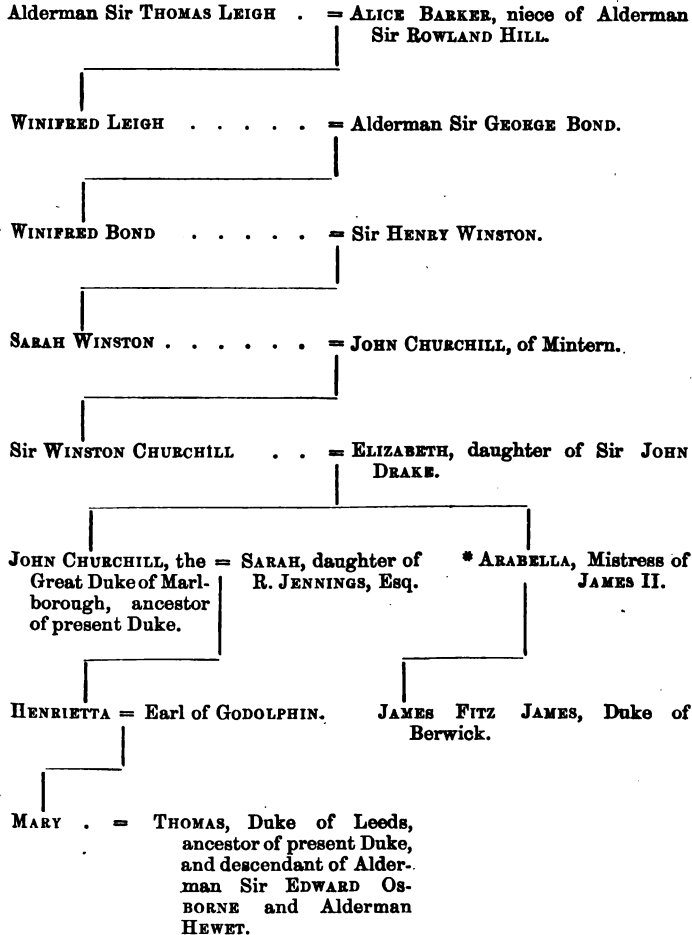 Alderman Sir THOMAS LEIGH . = ALICE BARKER, niece of Alderman
Sir ROWLAND HILL.
WINIFRED LEIGH . . . . . = Alderman Sir GEORGE BOND.
WINIFRED BOND . . . . . = Sir HENRY WINSTON.
SARAH WINSTON . . . . . . = JOHN CHURCHILL, of Mintern.
Sir WINSTON CHURCHILL . . = ELIZABETH, daughter of Sir JOHN
DRAKE.
JOHN CHURCHILL, the = SARAH, daughter of * ARABELLA, Mistress of
Great Duke of Marl- R. JENNINGS, Esq. JAMES II.
borough, ancestor
of present Duke.
HENRIETTA = Earl of GODOLPHIN. JAMES FITZ JAMES, Duke of
Berwick.
MARY . = THOMAS, Duke of Leeds,
ancestor of present Duke,
and descendant of Alder-
man Sir EDWARD OS-
BORNE and Alderman
HEWET.